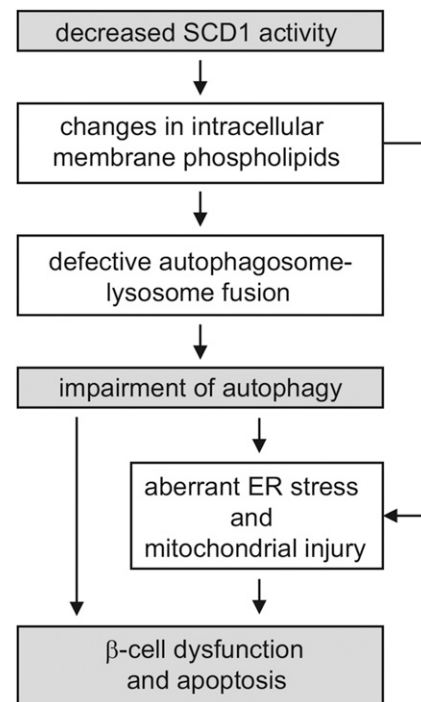 decreased SCD1 activity
changes in intracellular
membrane phospholipids
defective autophagosome-
lysosome fusion
impairment of autophagy
aberrant ER stress
and
mitochondrial injury
β-cell dysfunction
and apoptosis